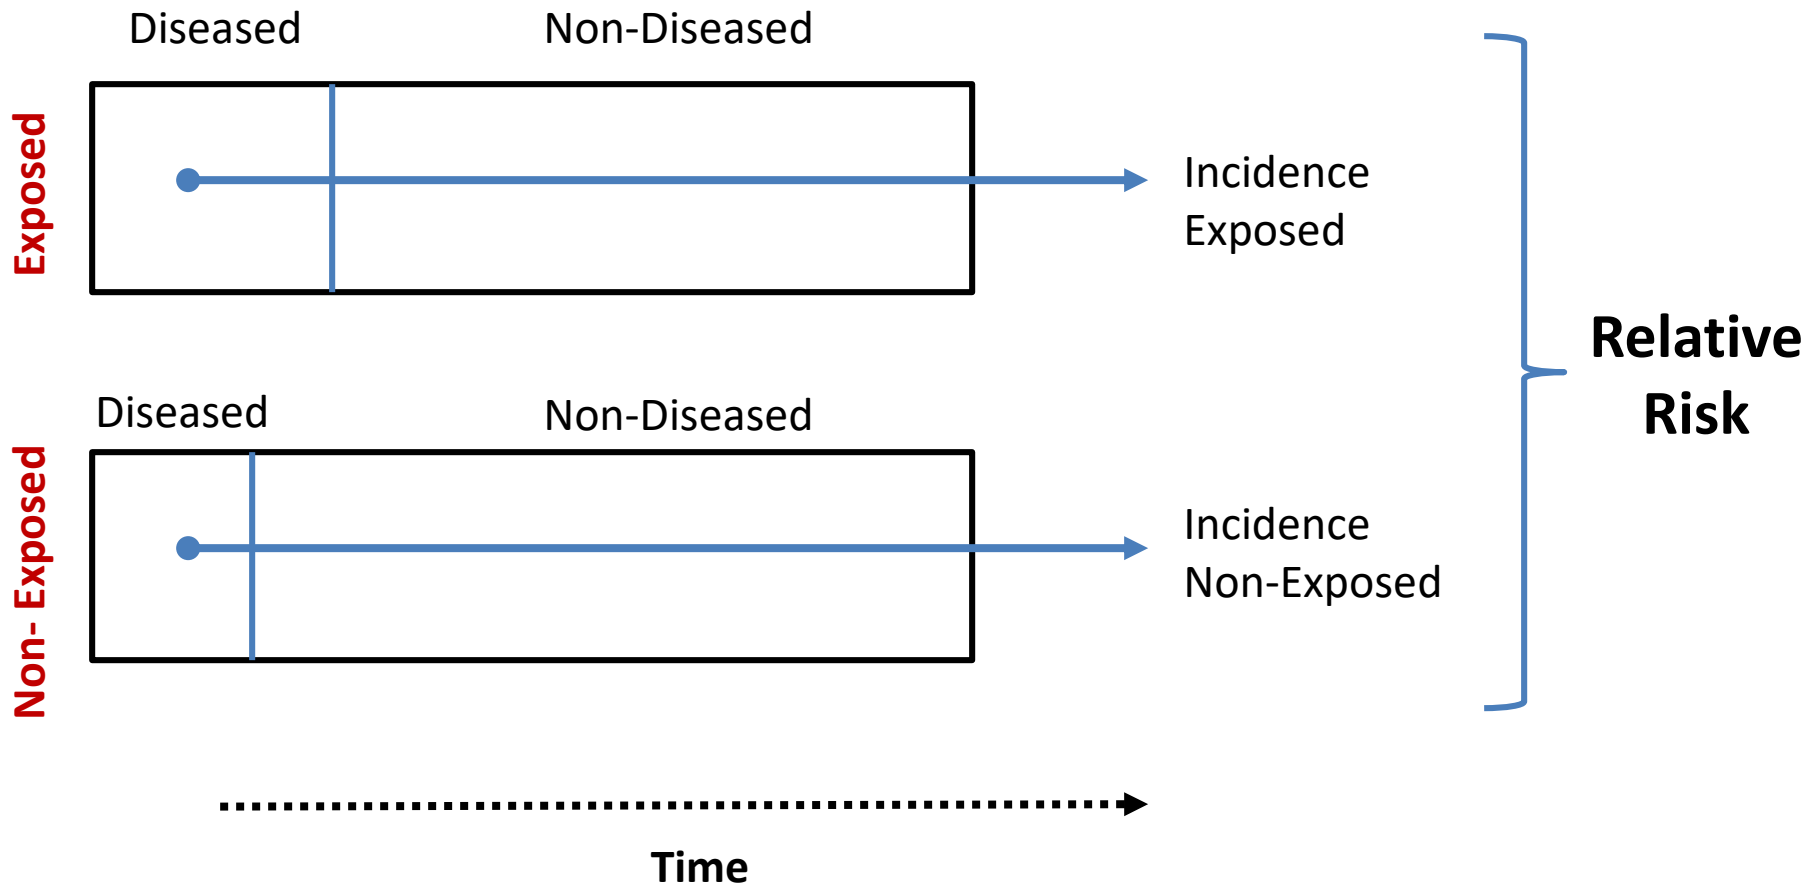 Diseased
Non-Diseased
Exposed
Incidence
Exposed
Relative
Risk
Diseased
Non-Diseased
Non- Exposed
Incidence
Non-Exposed
Time